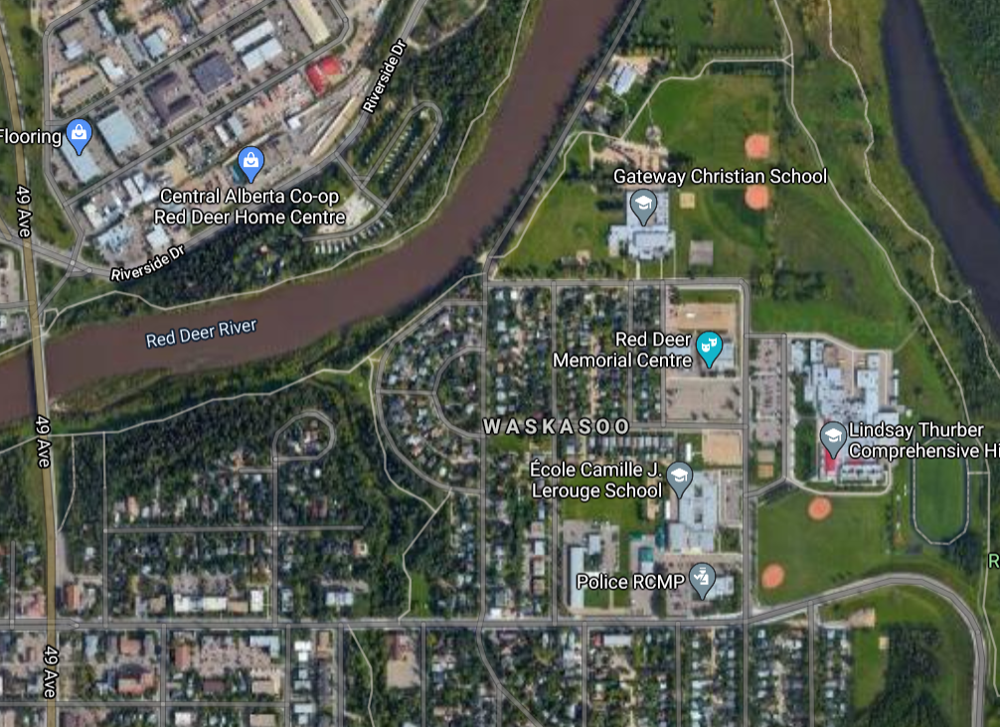 Riverside Dr
Flooring
Central Alberta Co-op
Red Deer Home Centre
Gateway Christian School
49 Ave
Riverside Dr
Red Deer River
Red Deer
Memorial Centre
49 Ave
WASKASOO
Lindsay Thurber
Comprehensive Hi
École Camille J.
Lerouge School
R
Police RCMP
49 Ave